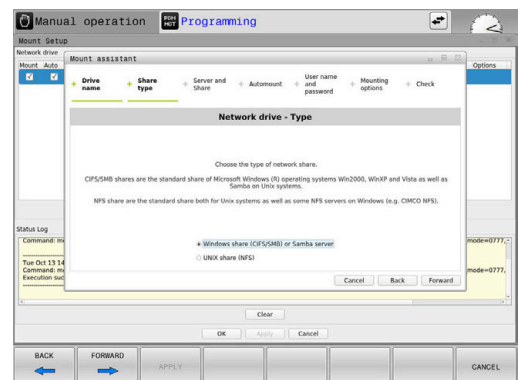 Manual operation
PGM
MGT
Programming
Mount Setup
Network drive
Mount Auto
Options
Mount assistant
Drive name
Share type
Server and Share
Automount
User name and password
Mounting options
Check
Network drive - Type
Choose the type of network share.
CIFS/SMB shares are the standard share of Microsoft Windows (R) operating systems Win2000, WinXP and Vista as well as
Samba on Unix systems.
NFS share are the standard share both for Unix systems as well as some NFS servers on Windows (e.g. CIMCO NFS).
Windows share (CIFS/SMB) or Samba server
UNIX share (NFS)
Cancel Back Forward
Status Log
Command: m
mode=0777,
Tue Oct 13 14
Command: m
mode=0777,
Execution suc
Clear
OK Apply Cancel
BACK FORWARD APPLY CANCEL